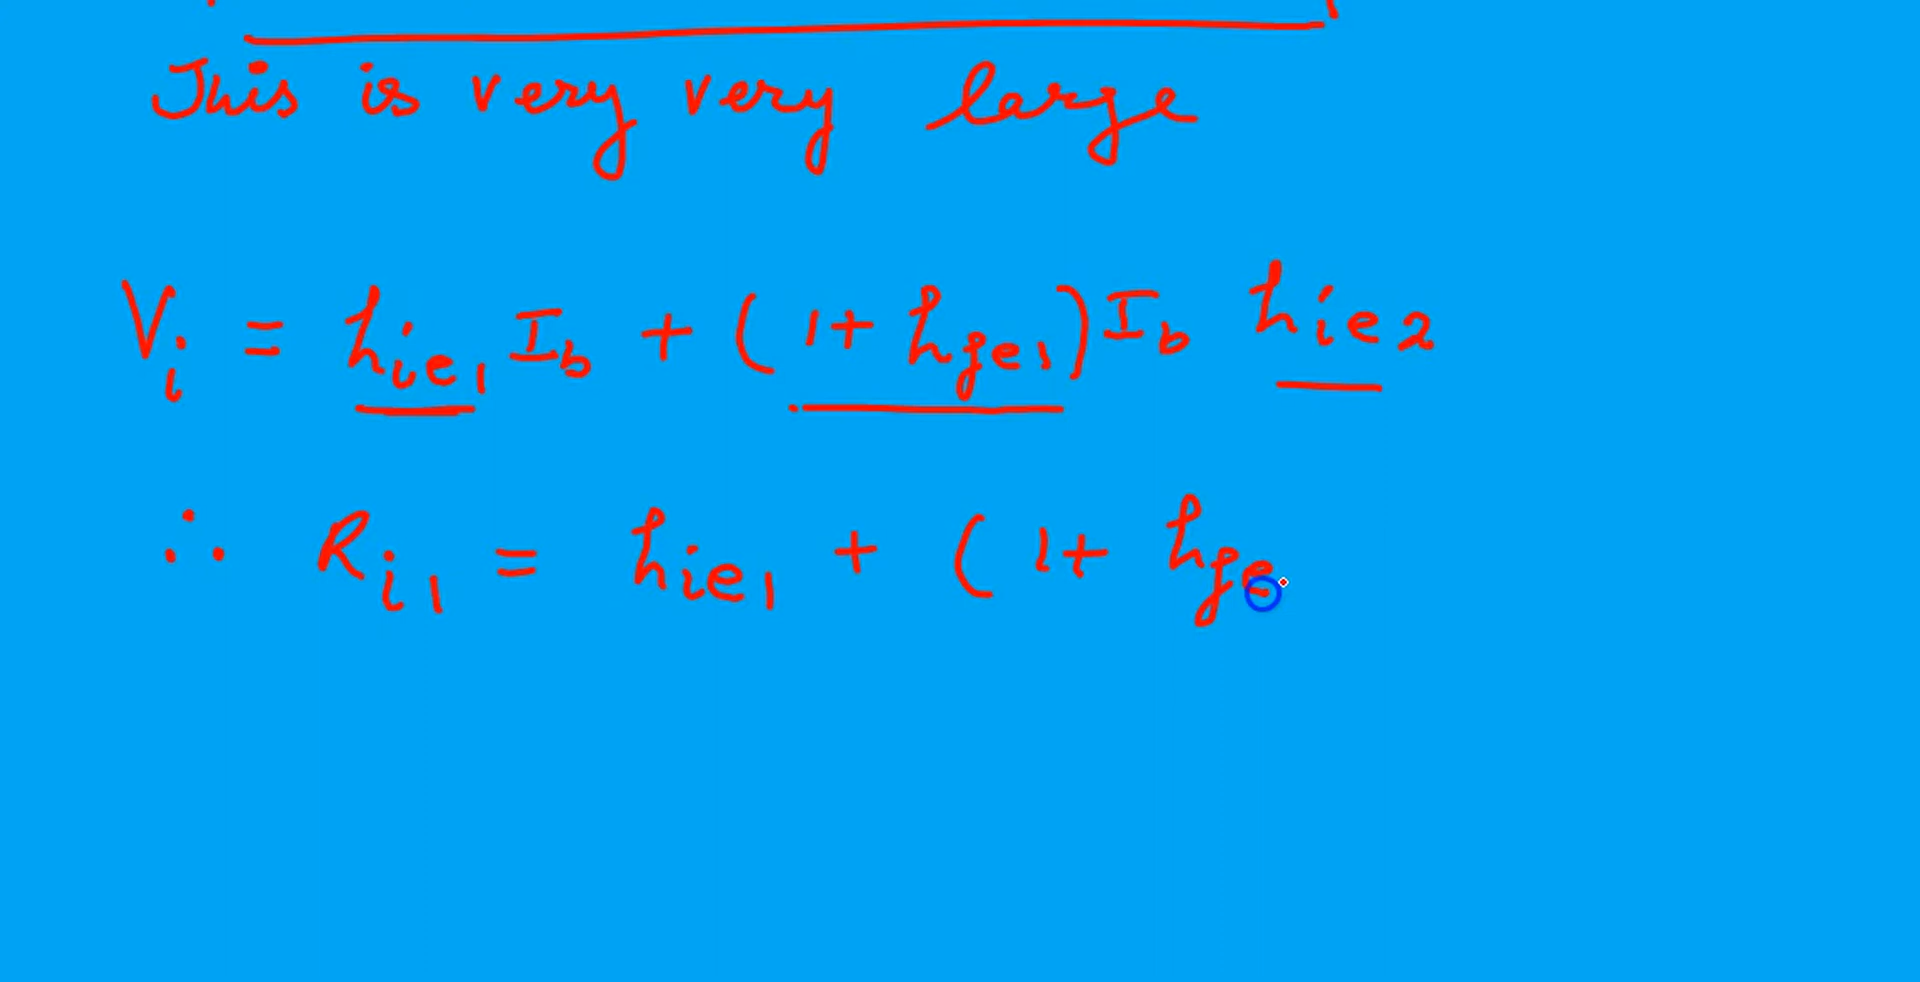 This is very very large
Vi = hie1 Ib + (1+ hfe1) Ib hie2
∴ Ri1 = hie1 + (1+ hfe